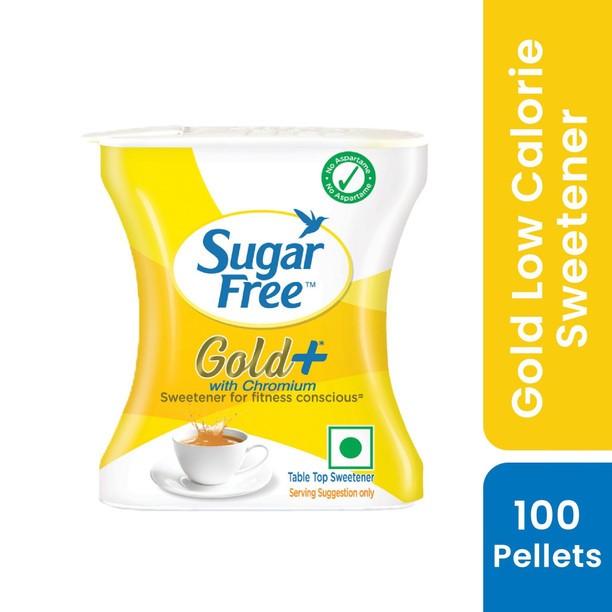 No Aspartame
No Aspartame
Sugar
Free™
Gold+*
with Chromium
Sweetener for fitness conscious#
Table Top Sweetener
Serving Suggestion only
Gold Low Calorie
Sweetener
100
Pellets